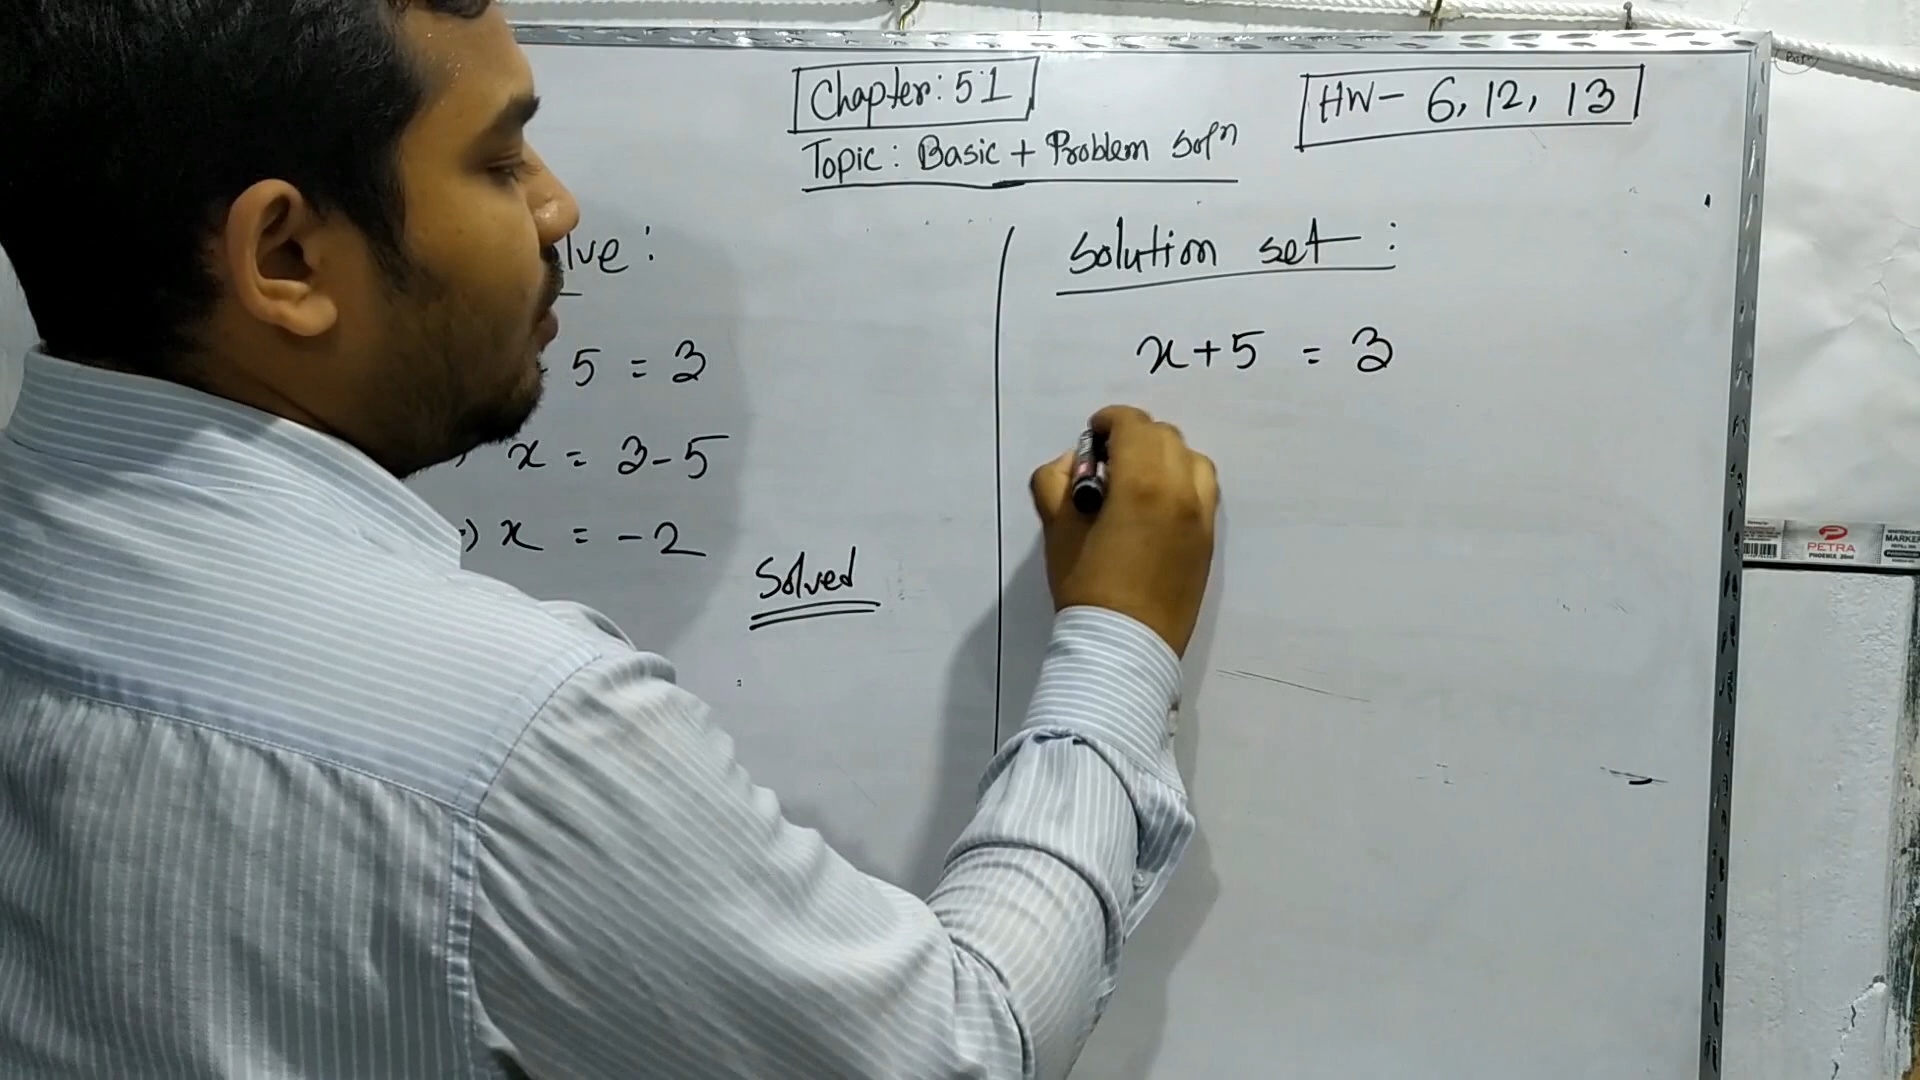 Chapter: 5.1
HW- 6, 12, 13
Topic: Basic + Problem Solⁿ
lve:
5 = 3
x = 3-5
⇒) x = -2
Solved
Solution set:
x+5 = 3
PETRA
MARKER